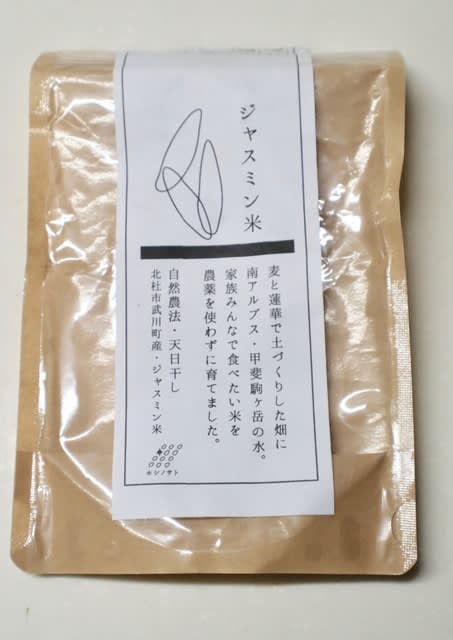 ジャスミン米
麦と蓮華で土づくりした畑に
南アルプス・甲斐駒ヶ岳の水。
家族みんなで食べたい米を
農薬を使わずに育てました。
自然農法・天日干し
北杜市武川町産・ジャスミン米
ホシノサト